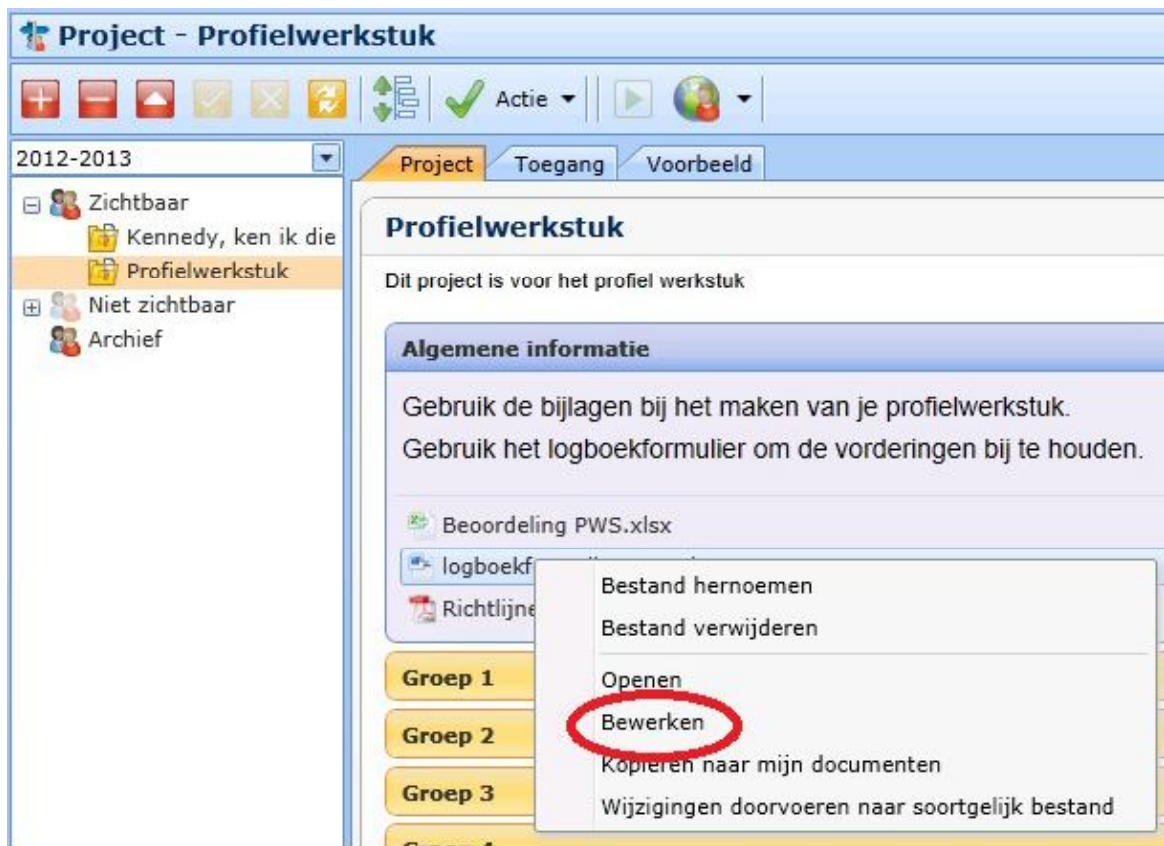 Project - Profielwerkstuk
Actie
2012-2013
Project Toegang Voorbeeld
Zichtbaar
Kennedy, ken ik die
Profielwerkstuk
Niet zichtbaar
Archief
Profielwerkstuk
Dit project is voor het profiel werkstuk
Algemene informatie
Gebruik de bijlagen bij het maken van je profielwerkstuk.
Gebruik het logboekformulier om de vorderingen bij te houden.
Beoordeling PWS.xlsx
logboekf
Richtlijne
Bestand hernoemen
Bestand verwijderen
Openen
Bewerken
Kopiëren naar mijn documenten
Wijzigingen doorvoeren naar soortgelijk bestand
Groep 1
Groep 2
Groep 3